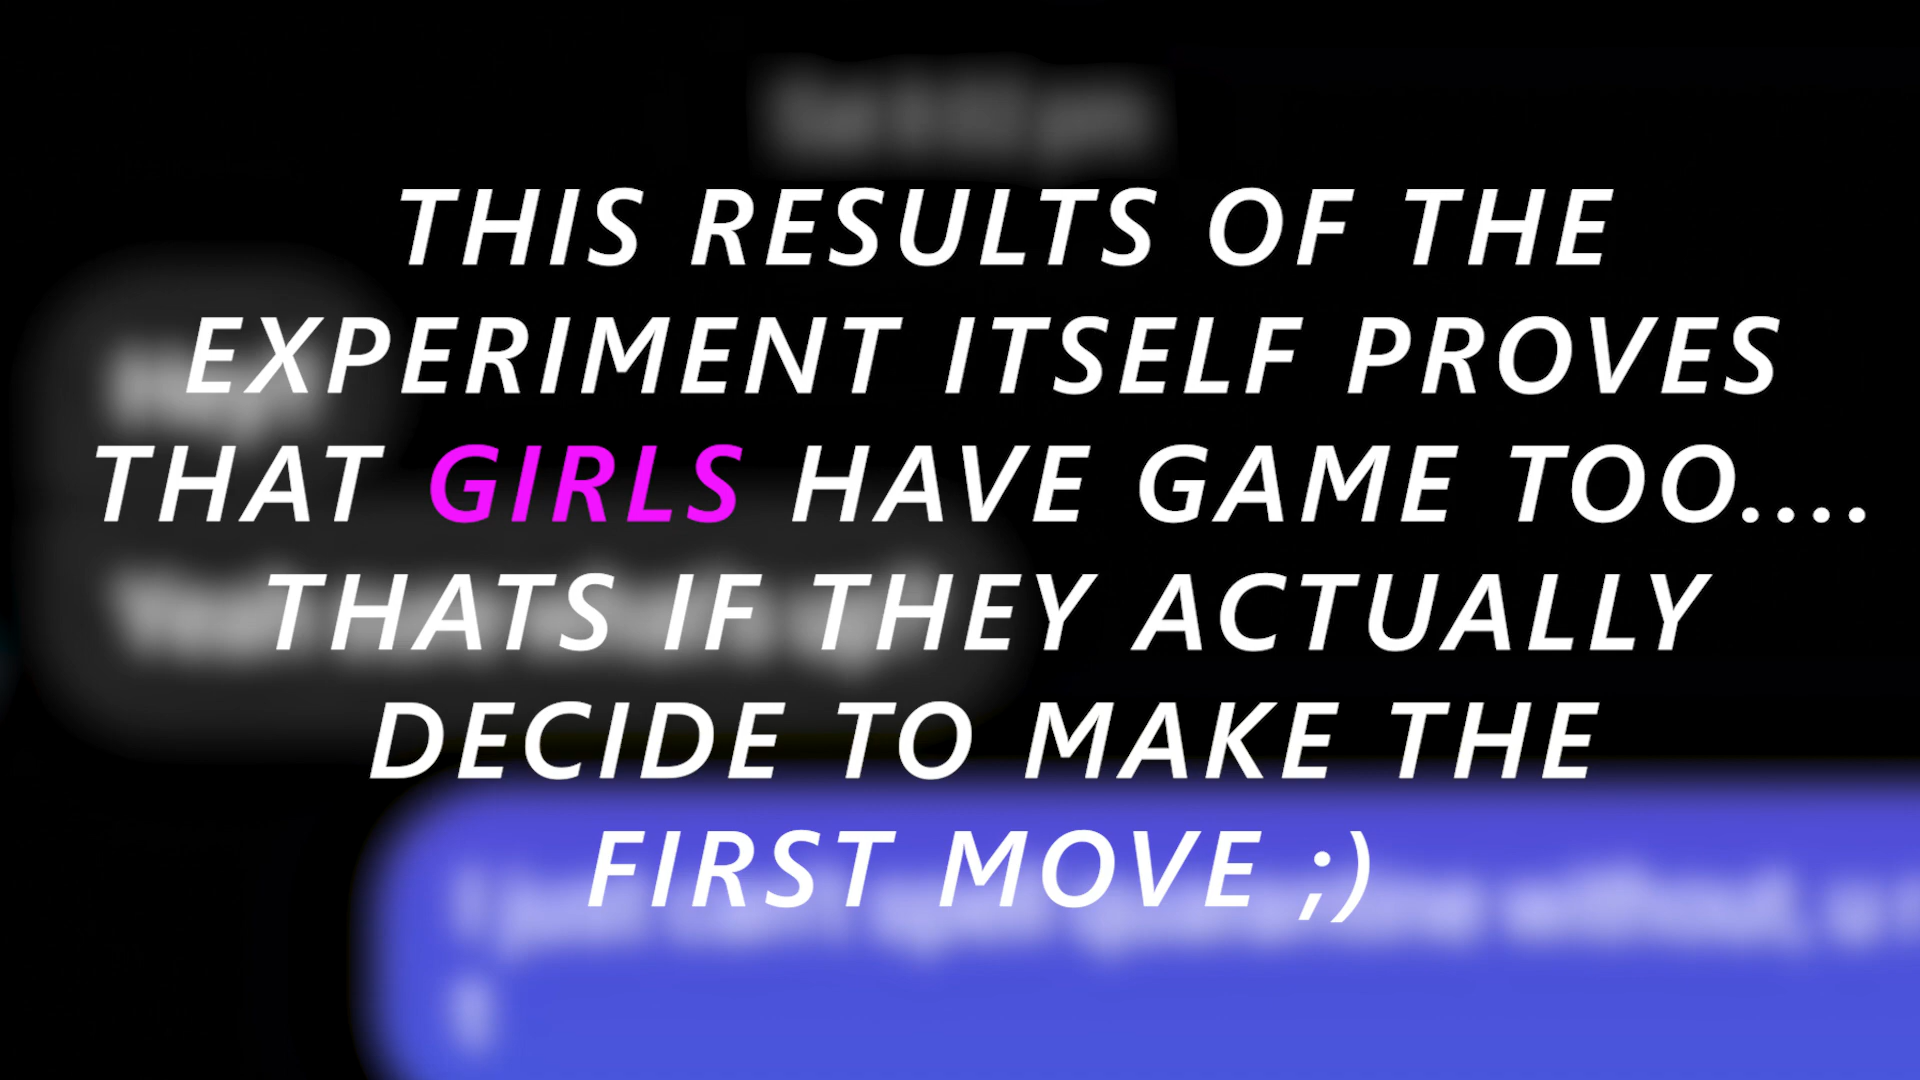 THIS RESULTS OF THE
EXPERIMENT ITSELF PROVES
THAT GIRLS HAVE GAME TOO....
THATS IF THEY ACTUALLY
DECIDE TO MAKE THE
FIRST MOVE ;)